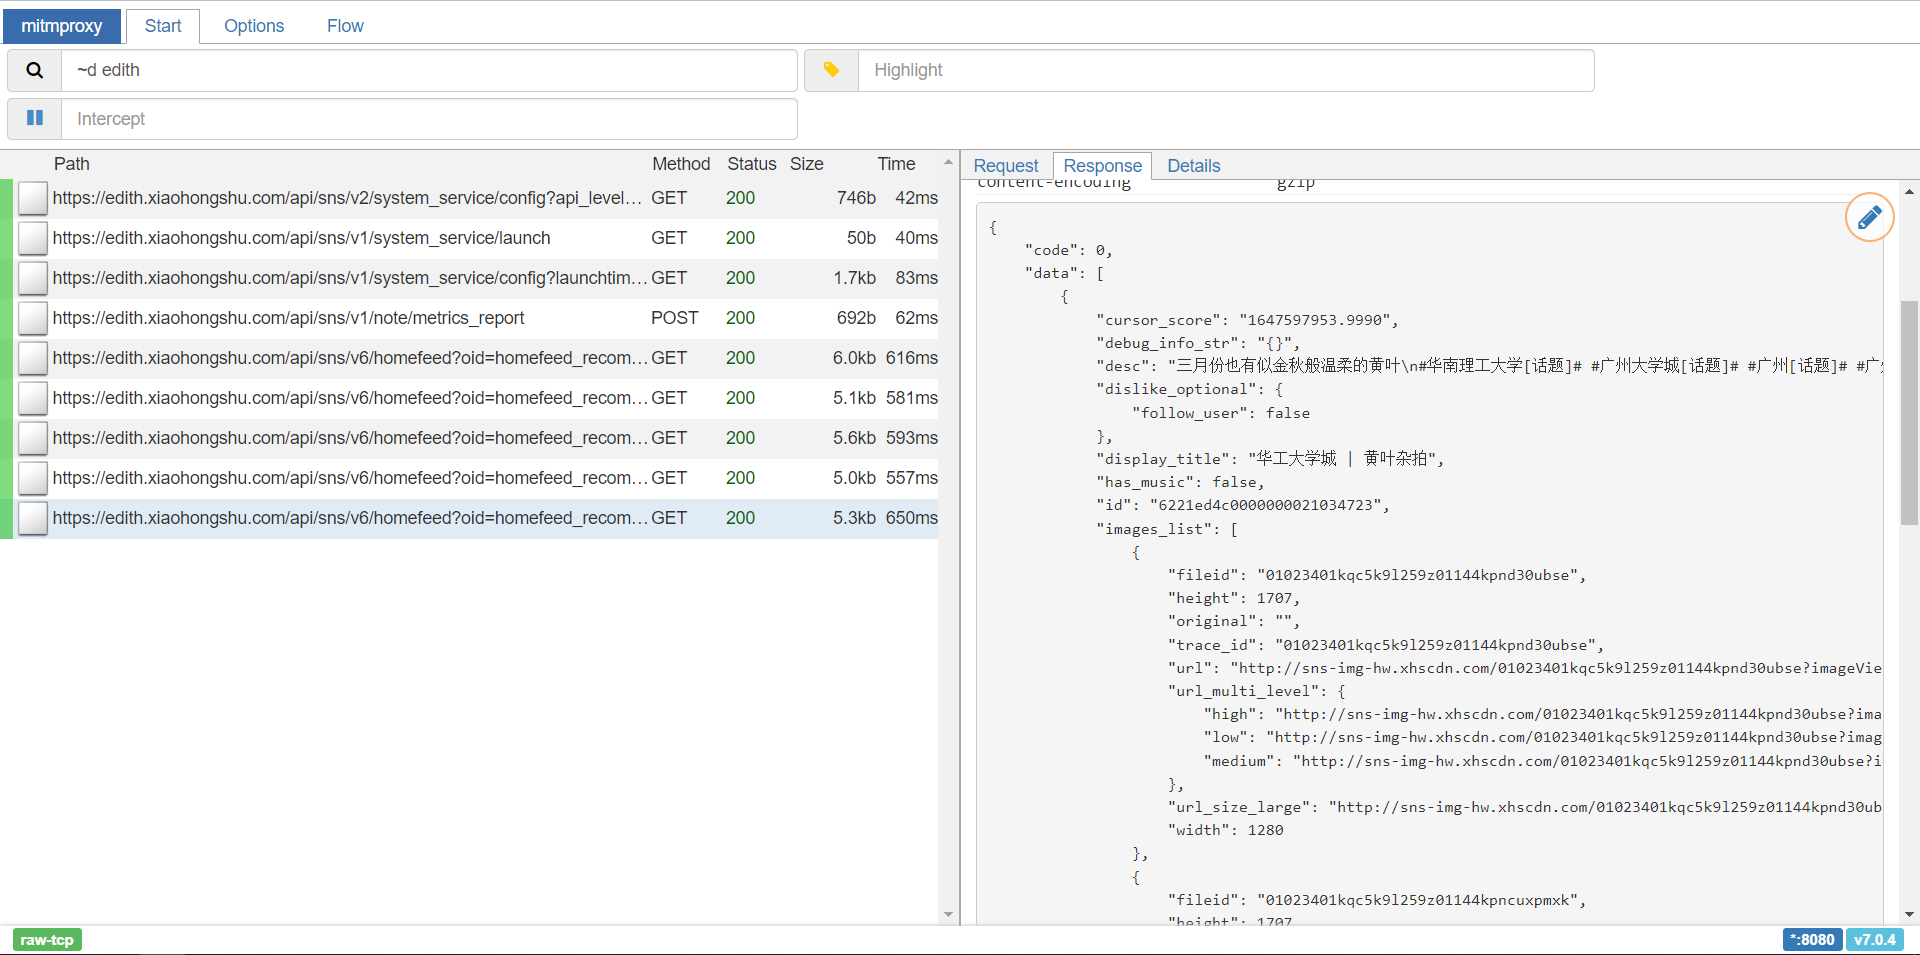 mitmproxy Start Options Flow
~d edith Highlight
Intercept
Path Method Status Size Time
https://edith.xiaohongshu.com/api/sns/v2/system_service/config?api_level... GET 200 746b 42ms
https://edith.xiaohongshu.com/api/sns/v1/system_service/launch GET 200 50b 40ms
https://edith.xiaohongshu.com/api/sns/v1/system_service/config?launchtim... GET 200 1.7kb 83ms
https://edith.xiaohongshu.com/api/sns/v1/note/metrics_report POST 200 692b 62ms
https://edith.xiaohongshu.com/api/sns/v6/homefeed?oid=homefeed_recom... GET 200 6.0kb 616ms
https://edith.xiaohongshu.com/api/sns/v6/homefeed?oid=homefeed_recom... GET 200 5.1kb 581ms
https://edith.xiaohongshu.com/api/sns/v6/homefeed?oid=homefeed_recom... GET 200 5.6kb 593ms
https://edith.xiaohongshu.com/api/sns/v6/homefeed?oid=homefeed_recom... GET 200 5.0kb 557ms
https://edith.xiaohongshu.com/api/sns/v6/homefeed?oid=homefeed_recom... GET 200 5.3kb 650ms
Request Response Details
content-encoding gzip
{
"code": 0,
"data": [
{
"cursor_score": "1647597953.9990",
"debug_info_str": "{}",
"desc": "三月份也有似金秋般温柔的黄叶\n#华南理工大学[话题]# #广州大学城[话题]# #广州[话题]# #广
"dislike_optional": {
"follow_user": false
},
"display_title": "华工大学城 | 黄叶杂拍",
"has_music": false,
"id": "6221ed4c0000000021034723",
"images_list": [
{
"fileid": "01023401kqc5k9l259z01144kpnd30ubse",
"height": 1707,
"original": "",
"trace_id": "01023401kqc5k9l259z01144kpnd30ubse",
"url": "http://sns-img-hw.xhscdn.com/01023401kqc5k9l259z01144kpnd30ubse?imageVie
"url_multi_level": {
"high": "http://sns-img-hw.xhscdn.com/01023401kqc5k9l259z01144kpnd30ubse?ima
"low": "http://sns-img-hw.xhscdn.com/01023401kqc5k9l259z01144kpnd30ubse?imag
"medium": "http://sns-img-hw.xhscdn.com/01023401kqc5k9l259z01144kpnd30ubse?i
},
"url_size_large": "http://sns-img-hw.xhscdn.com/01023401kqc5k9l259z01144kpnd30ub
"width": 1280
},
{
"fileid": "01023401kqc5k9l259z01144kpncuxpmxk",
"height": 1707
raw-tcp *:8080 v7.0.4